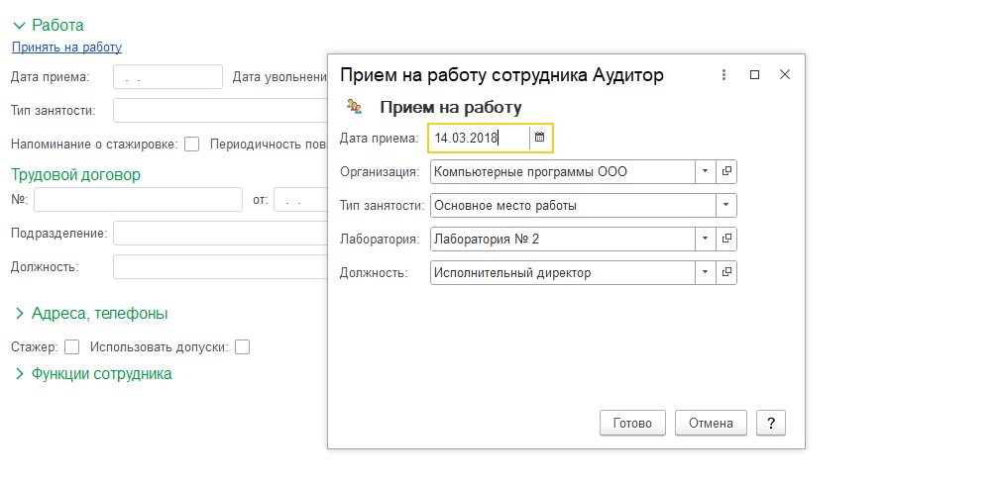 Работа
Принять на работу
Дата приема: . . Дата увольнени
Тип занятости:
Напоминание о стажировке: Периодичность пов
Трудовой договор
№: от: . .
Подразделение:
Должность:
Адреса, телефоны
Стажер: Использовать допуски:
Функции сотрудника
Прием на работу сотрудника Аудитор
Прием на работу
Дата приема: 14.03.2018
Организация: Компьютерные программы ООО
Тип занятости: Основное место работы
Лаборатория: Лаборатория № 2
Должность: Исполнительный директор
Готово Отмена ?